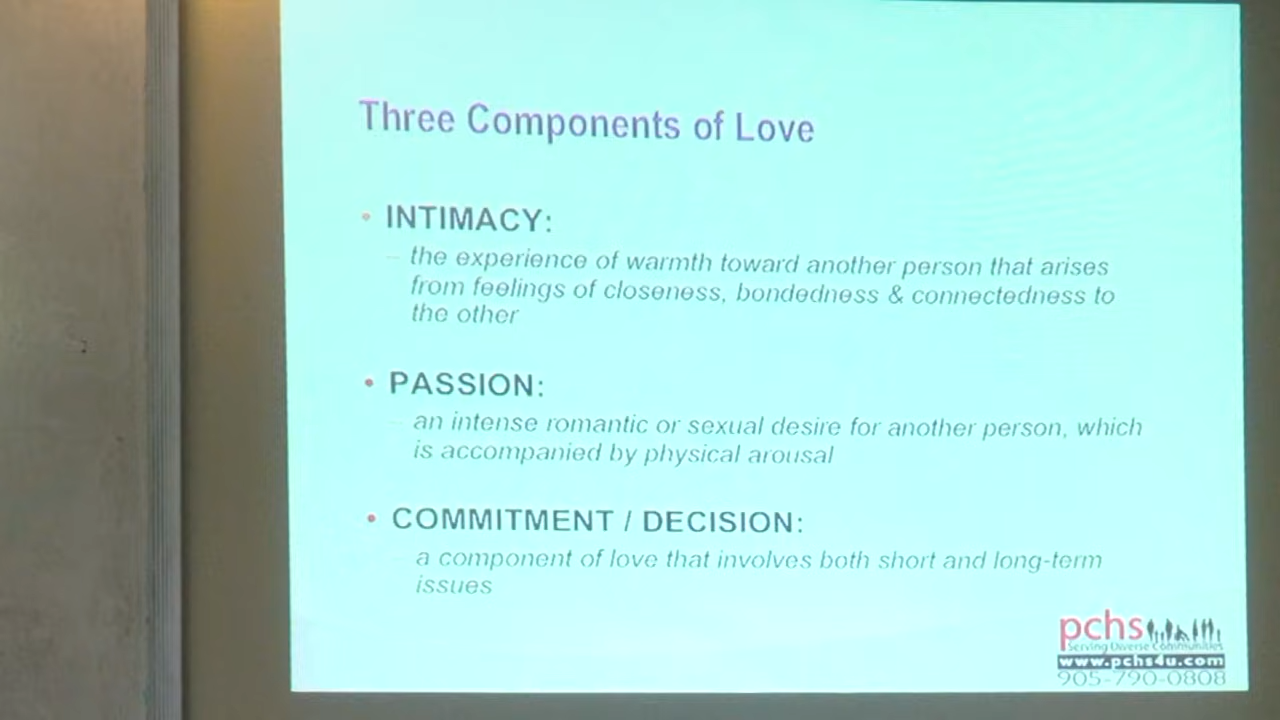 Three Components of Love
• INTIMACY:
– the experience of warmth toward another person that arises
from feelings of closeness, bondedness & connectedness to
the other
• PASSION:
– an intense romantic or sexual desire for another person, which
is accompanied by physical arousal
• COMMITMENT / DECISION:
– a component of love that involves both short and long-term
issues
pchs
Serving Diverse Communities
www.pchs4u.com
905-790-0808